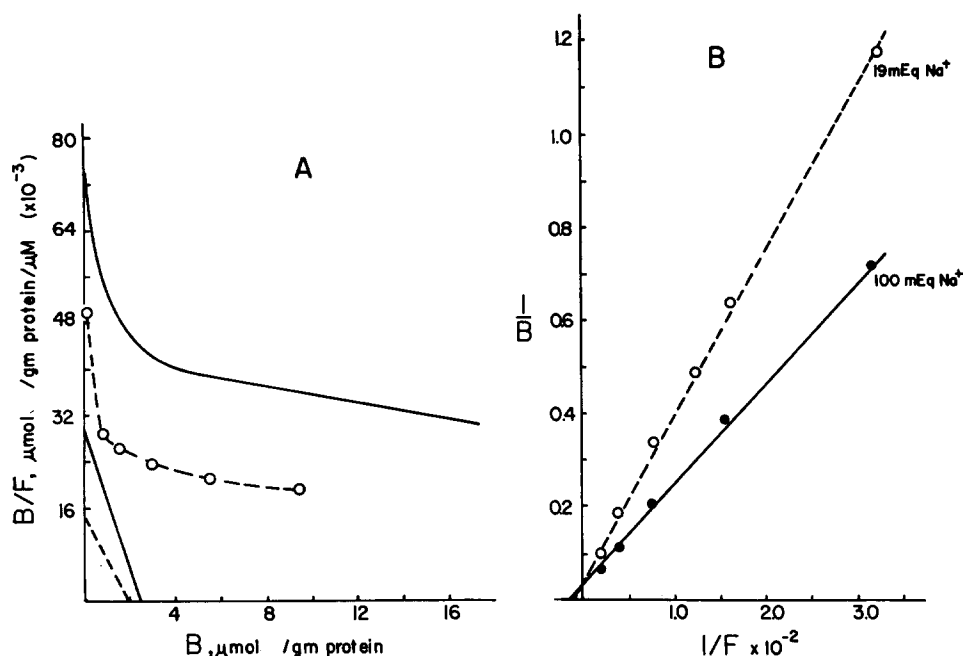 A
B/F, μmol. /gm protein/μM (x10⁻³)
80
64
48
32
16
4
8
12
16
B, μmol /gm protein
B
1/B
1.2
1.0
0.8
0.6
0.4
0.2
19mEq Na⁺
100 mEq Na⁺
1.0
2.0
3.0
1/F x 10⁻²